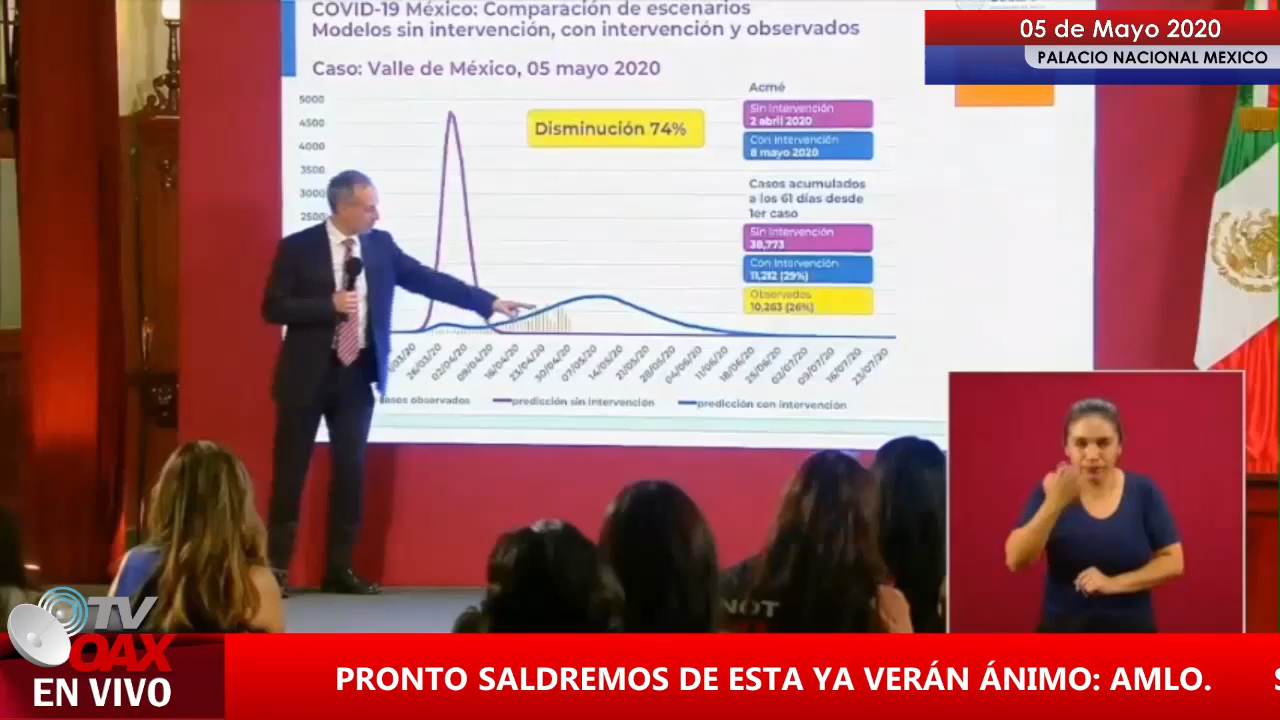 COVID-19 México: Comparación de escenarios
Modelos sin intervención, con intervención y observados
Caso: Valle de México, 05 mayo 2020
05 de Mayo 2020
PALACIO NACIONAL MEXICO
5000
4500
4000
3500
3000
2500
Disminución 74%
Acmé
Sin Intervención
2 abril 2020
Con Intervención
8 mayo 2020
Casos acumulados
a los 61 días desde
1er caso
Sin Intervención
38,773
Con Intervención
11,212 (29%)
Observados
10,263 (26%)
/03/20
26/03/20
02/04/20
09/04/20
16/04/20
23/04/20
30/04/20
07/05/20
14/05/20
21/05/20
28/05/20
04/06/20
11/06/20
18/06/20
25/06/20
02/07/20
09/07/20
16/07/20
23/07/20
asos observados
predicción sin intervención
predicción con intervención
NOT
TV
OAX
EN VIVO
PRONTO SALDREMOS DE ESTA YA VERÁN ÁNIMO: AMLO.